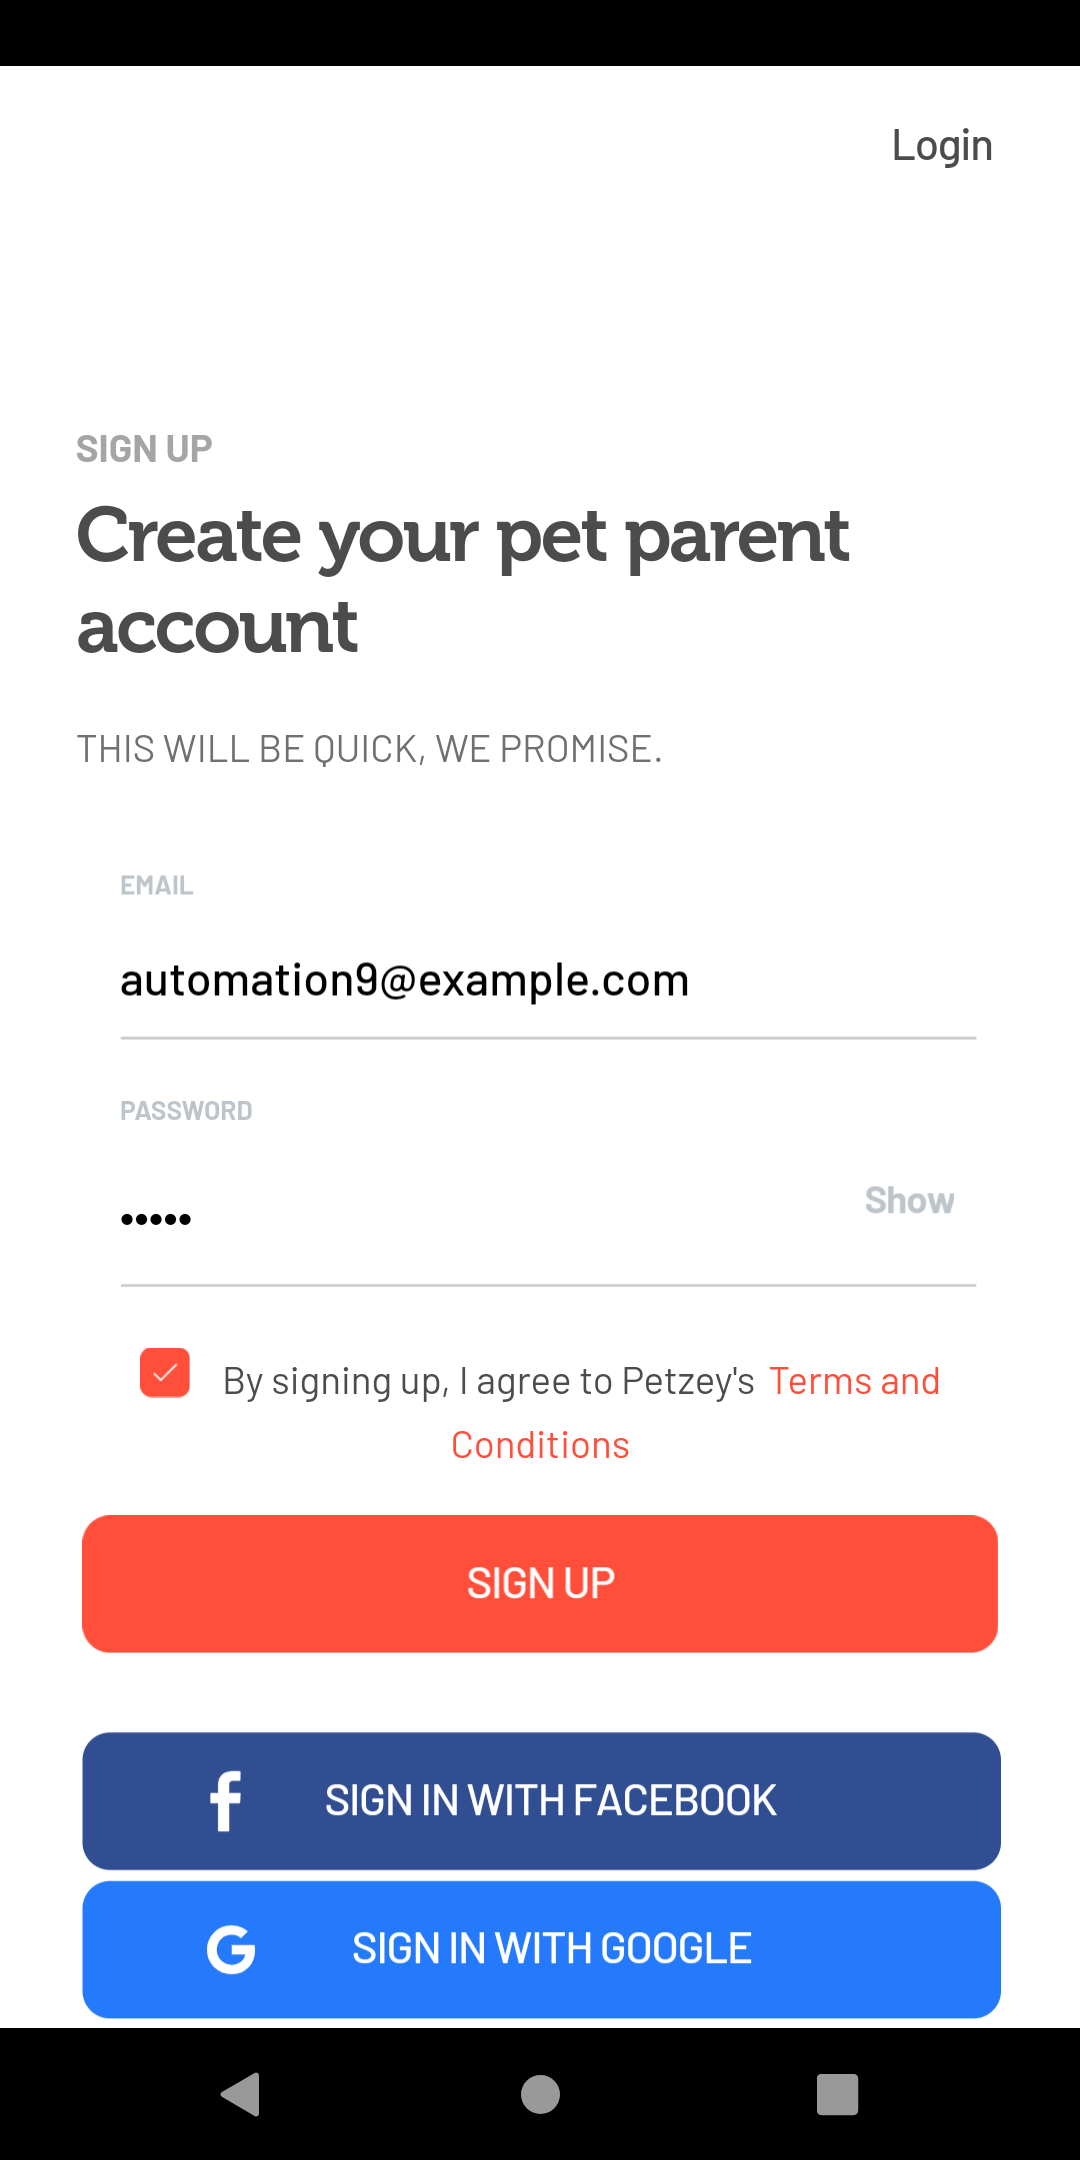 Login
SIGN UP
Create your pet parent
account
THIS WILL BE QUICK, WE PROMISE.
EMAIL
automation9@example.com
PASSWORD
•••••
Show
By signing up, I agree to Petzey's Terms and
Conditions
SIGN UP
SIGN IN WITH FACEBOOK
SIGN IN WITH GOOGLE